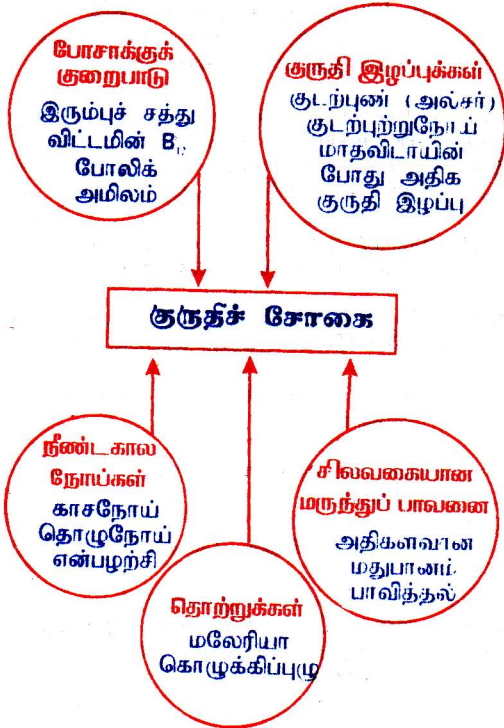 போசாக்குக்
குறைபாடு
இரும்புச் சத்து
விட்டமின் B₁₂
போலிக்
அமிலம்
குருதி இழப்புக்கள்
குடற்புண் (அல்சர்)
குடற்புற்றுநோய்
மாதவிடாயின்
போது அதிக
குருதி இழப்பு
குருதிச் சோகை
நீண்டகால
நோய்கள்
காசநோய்
தொழுநோய்
என்பழற்சி
தொற்றுக்கள்
மலேரியா
கொழுக்கிப்புழு
சிலவகையான
மருந்துப் பாவனை
அதிகளவான
மதுபானம்
பாவித்தல்